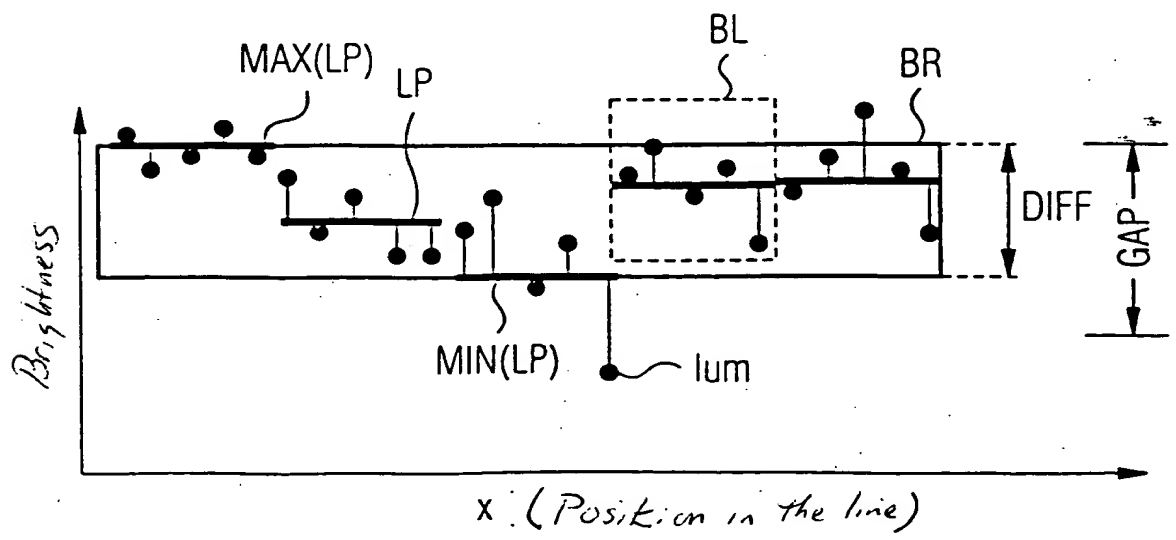 BL
MAX(LP)
LP
BR
DIFF
GAP
Brightness
MIN(LP)
lum
x : (Position in the line)